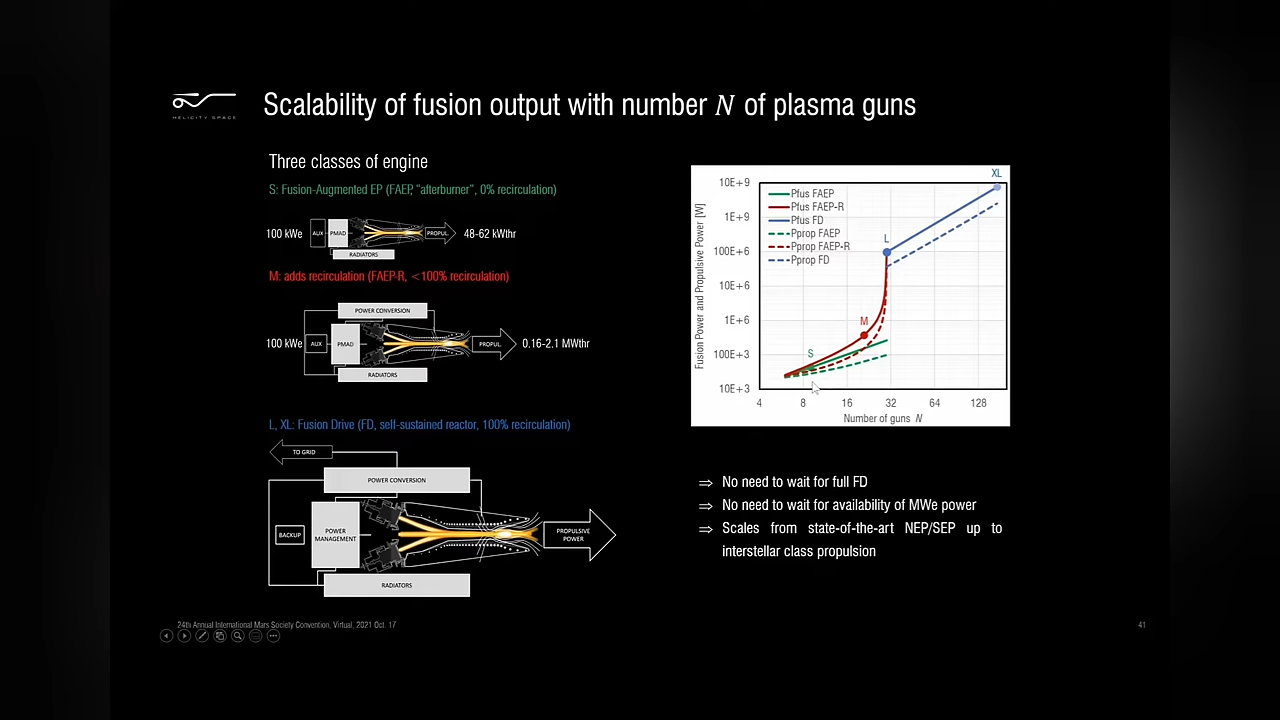 HELICITY SPACE
Scalability of fusion output with number N of plasma guns
Three classes of engine
S: Fusion-Augmented EP (FAEP, “afterburner”, 0% recirculation)
100 kWe
AUX
PMAD
PROPUL.
48-62 kWthr
RADIATORS
M: adds recirculation (FAEP-R, <100% recirculation)
POWER CONVERSION
100 kWe
AUX
PMAD
PROPUL.
0.16-2.1 MWthr
RADIATORS
L, XL: Fusion Drive (FD, self-sustained reactor, 100% recirculation)
TO GRID
POWER CONVERSION
BACKUP
POWER
MANAGEMENT
PROPULSIVE
POWER
RADIATORS
XL
Fusion Power and Propulsive Power [W]
10E+9
1E+9
100E+6
10E+6
1E+6
100E+3
10E+3
Pfus FAEP
Pfus FAEP-R
Pfus FD
Pprop FAEP
Pprop FAEP-R
Pprop FD
L
M
S
4 8 16 32 64 128
Number of guns N
⇒ No need to wait for full FD
⇒ No need to wait for availability of MWe power
⇒ Scales from state-of-the-art NEP/SEP up to
interstellar class propulsion
24th Annual International Mars Society Convention, Virtual, 2021 Oct. 17
41